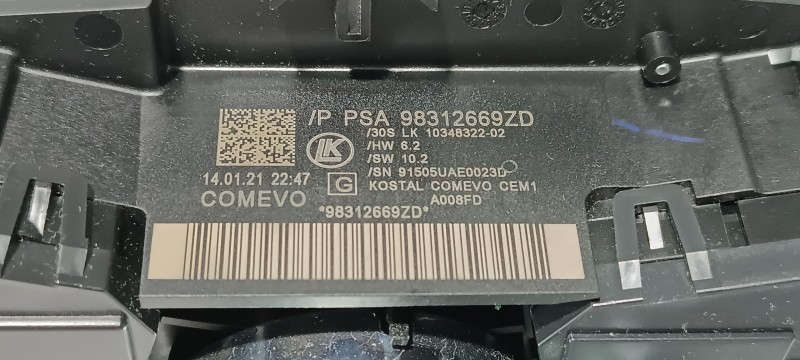 /P PSA 98312669ZD
/30S LK 10348322-02
/HW 6.2
/SW 10.2
/SN 91505UAE0023D
KOSTAL COMEVO CEM1
A008FD
LK
G
14.01.21 22:47
COMEVO
*98312669ZD*